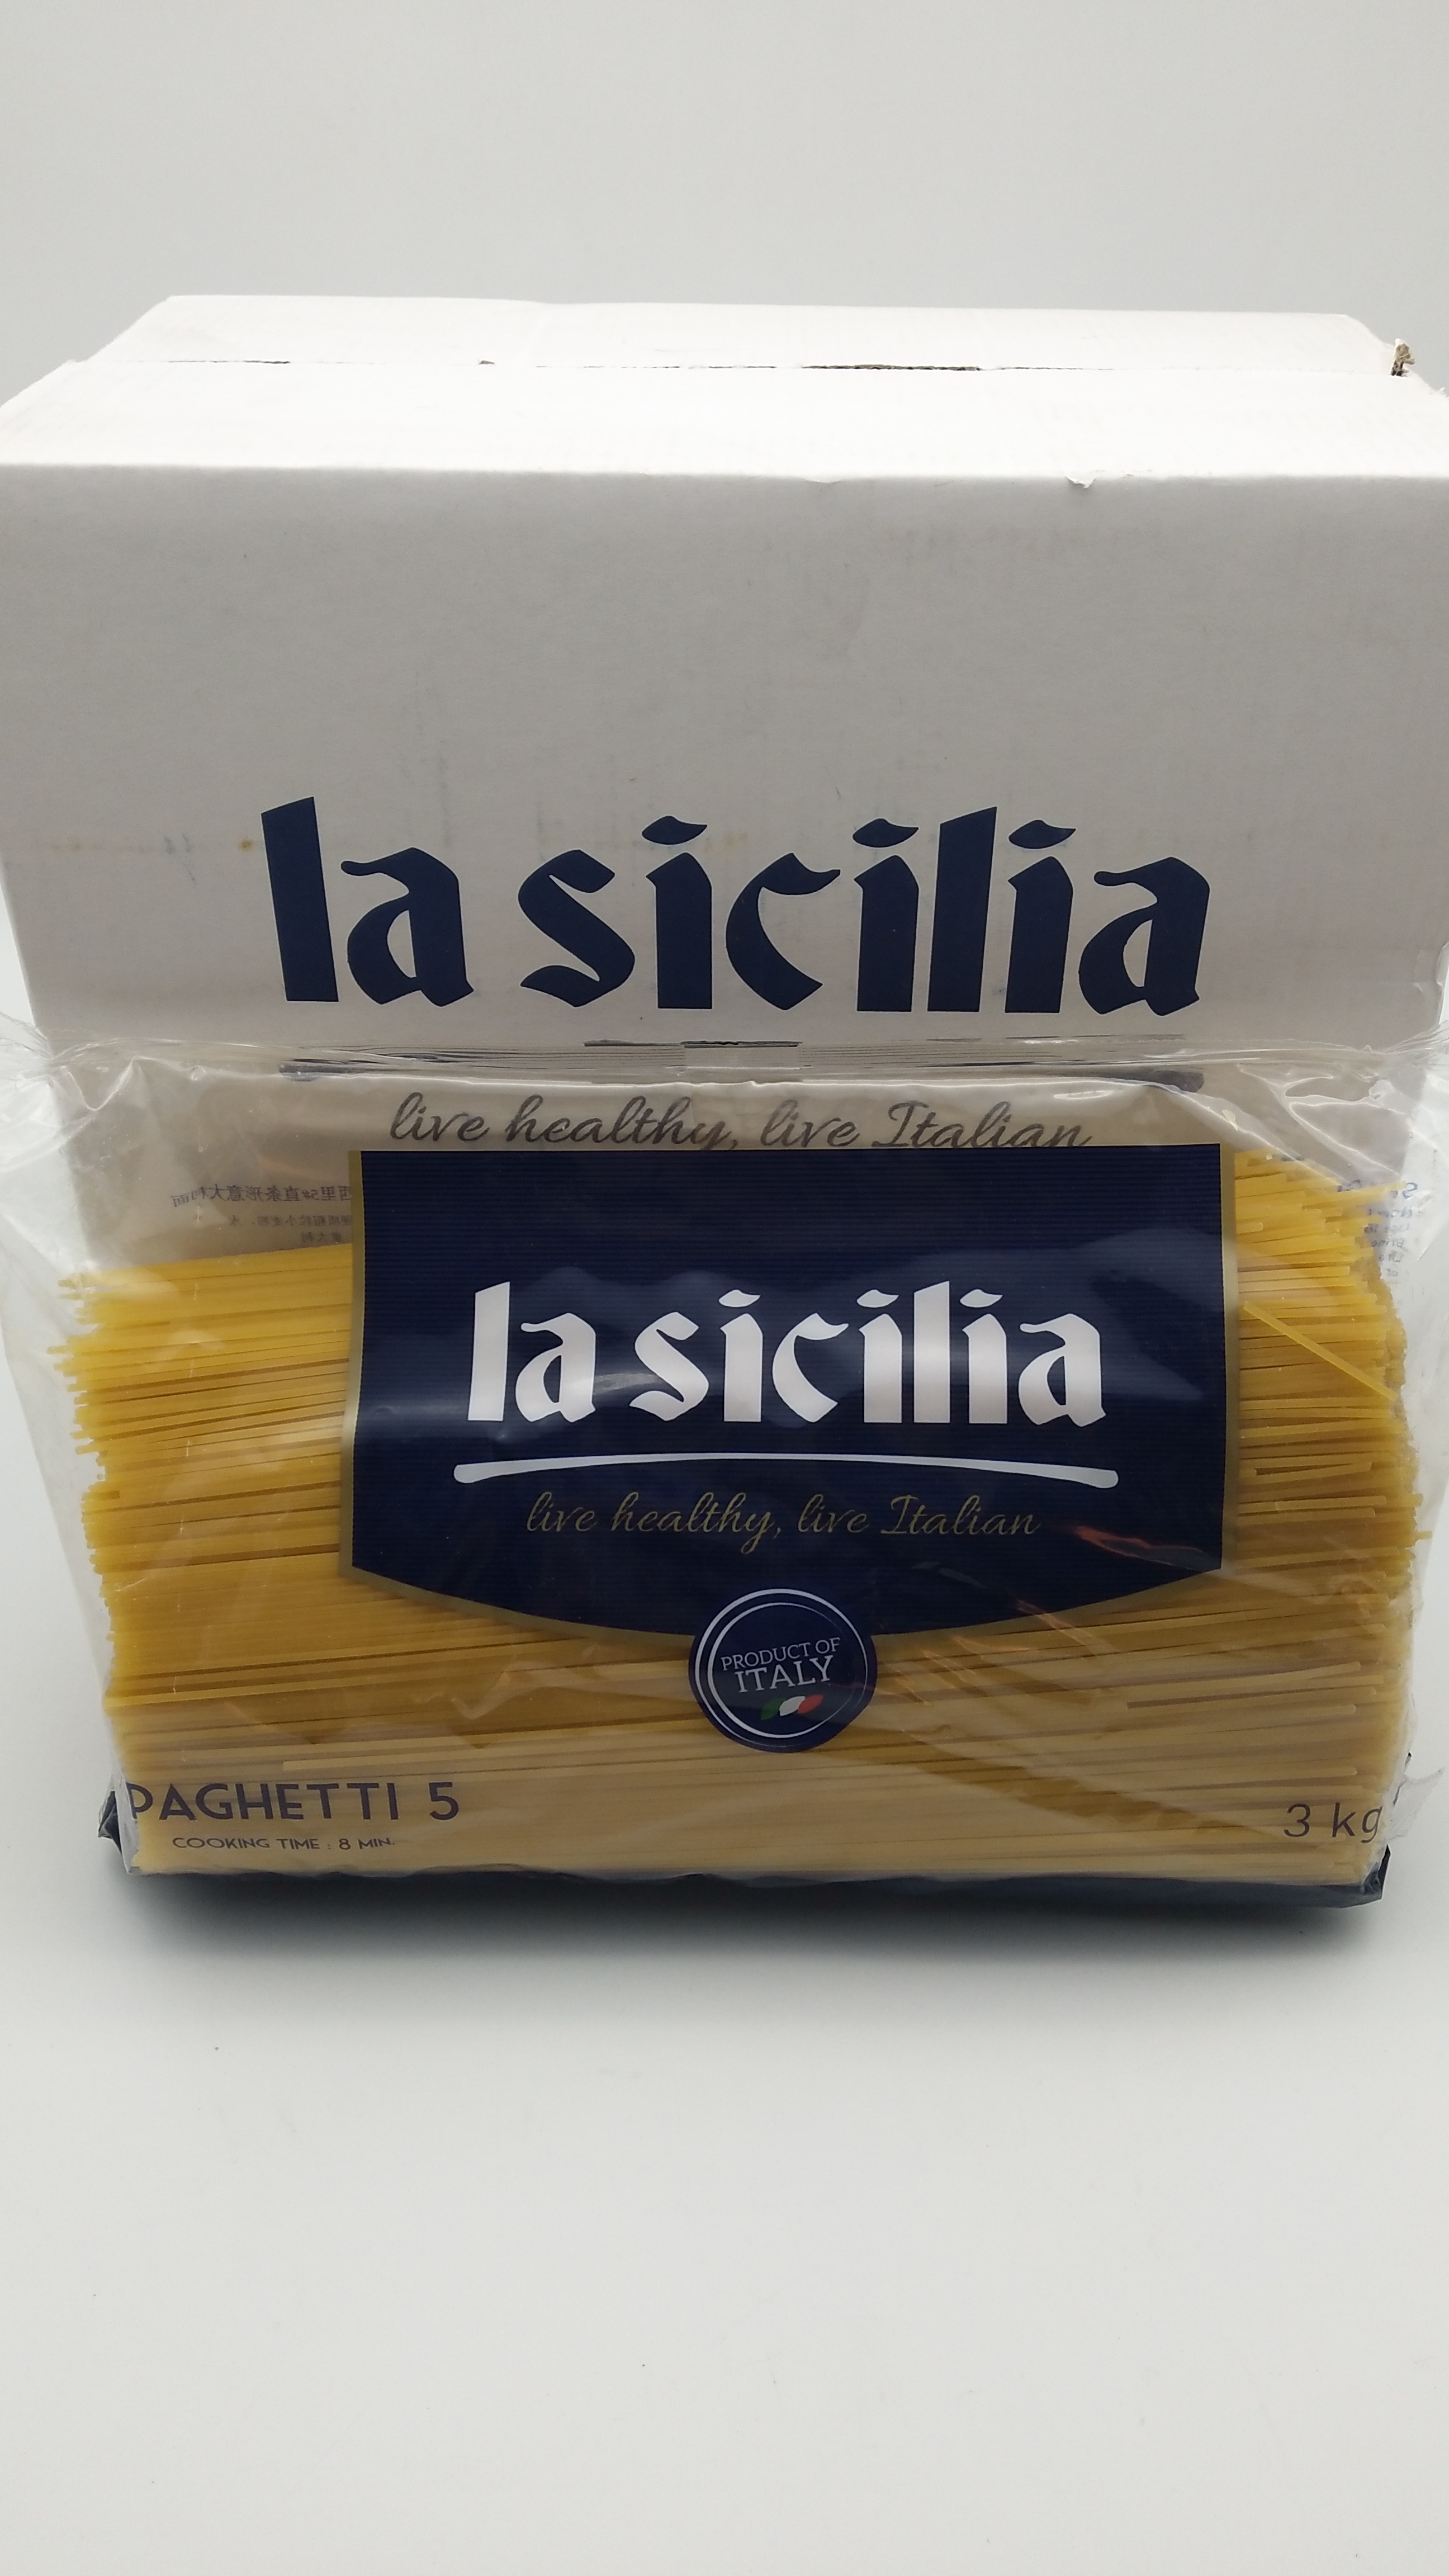 la sicilia
live healthy, live Italian
la sicilia
live healthy, live Italian
PRODUCT OF
ITALY
PAGHETTI 5
COOKING TIME : 8 MIN.
3 kg